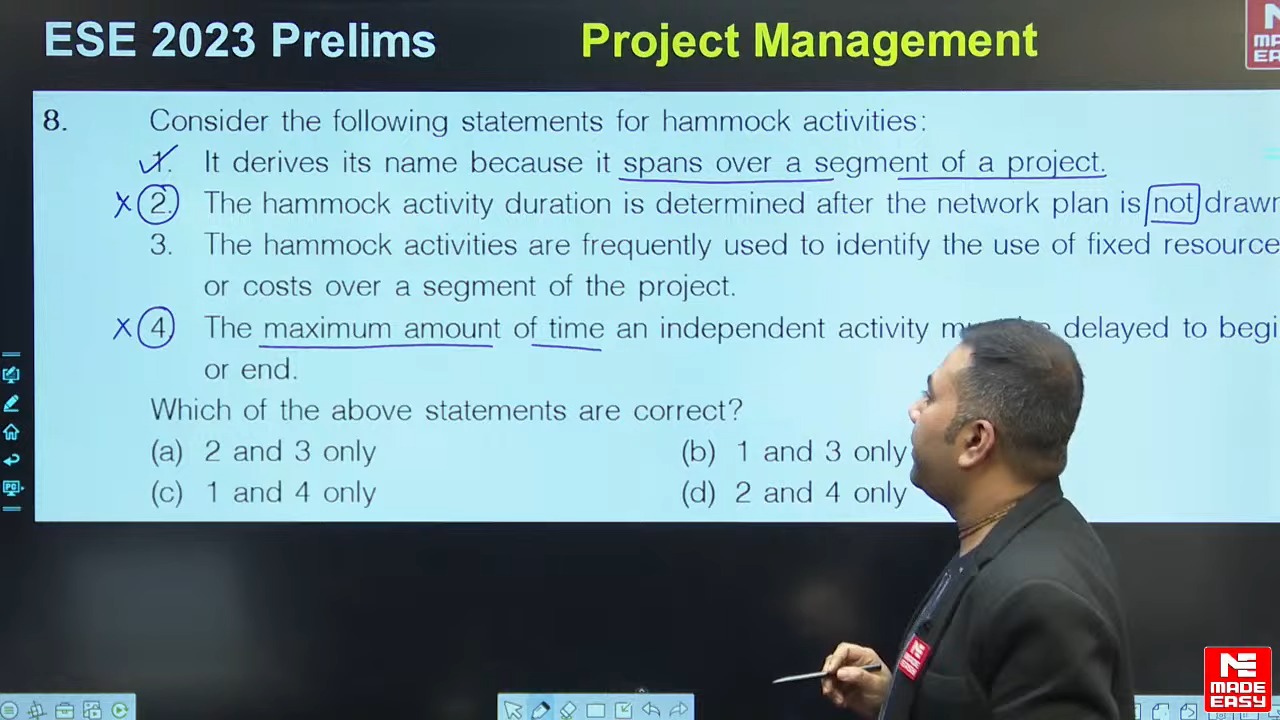 ESE 2023 Prelims Project Management
8. Consider the following statements for hammock activities:
1. It derives its name because it spans over a segment of a project.
2. The hammock activity duration is determined after the network plan is not drawn
3. The hammock activities are frequently used to identify the use of fixed resource
or costs over a segment of the project.
4. The maximum amount of time an independent activity delayed to
or end.
Which of the above statements are correct?
(a) 2 and 3 only (b) 1 and 3 only
(c) 1 and 4 only (d) 2 and 4 only
MADE
EASY